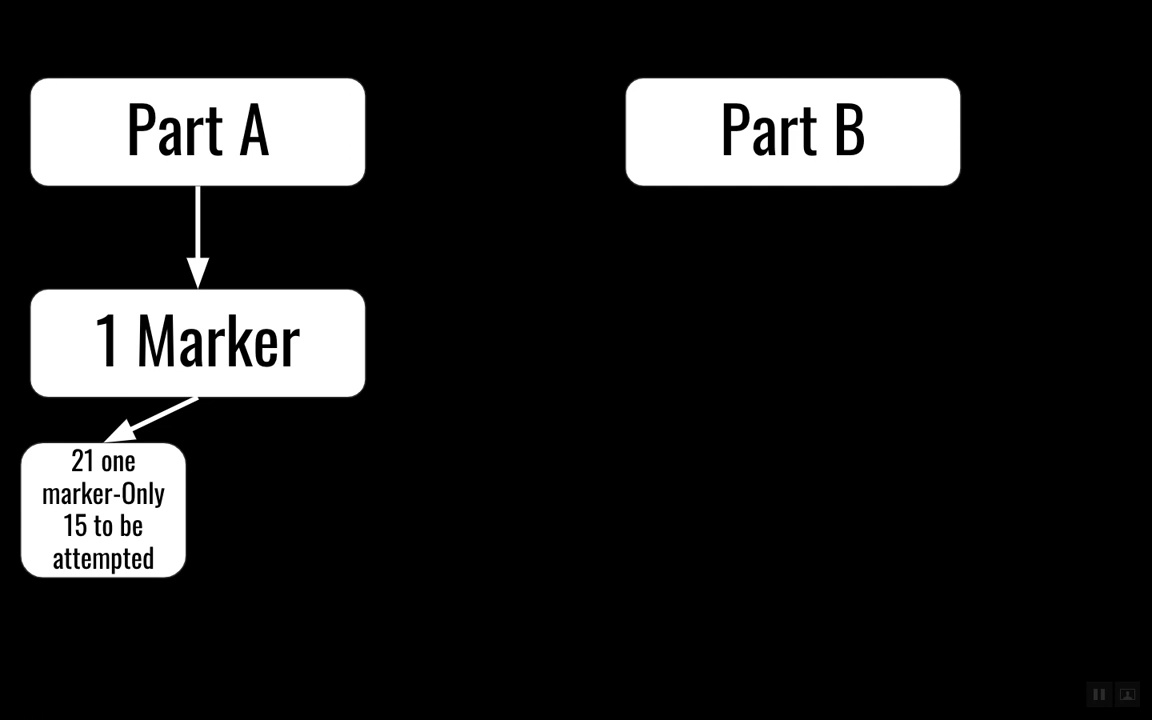 Part A
Part B
1 Marker
21 one
marker-Only
15 to be
attempted